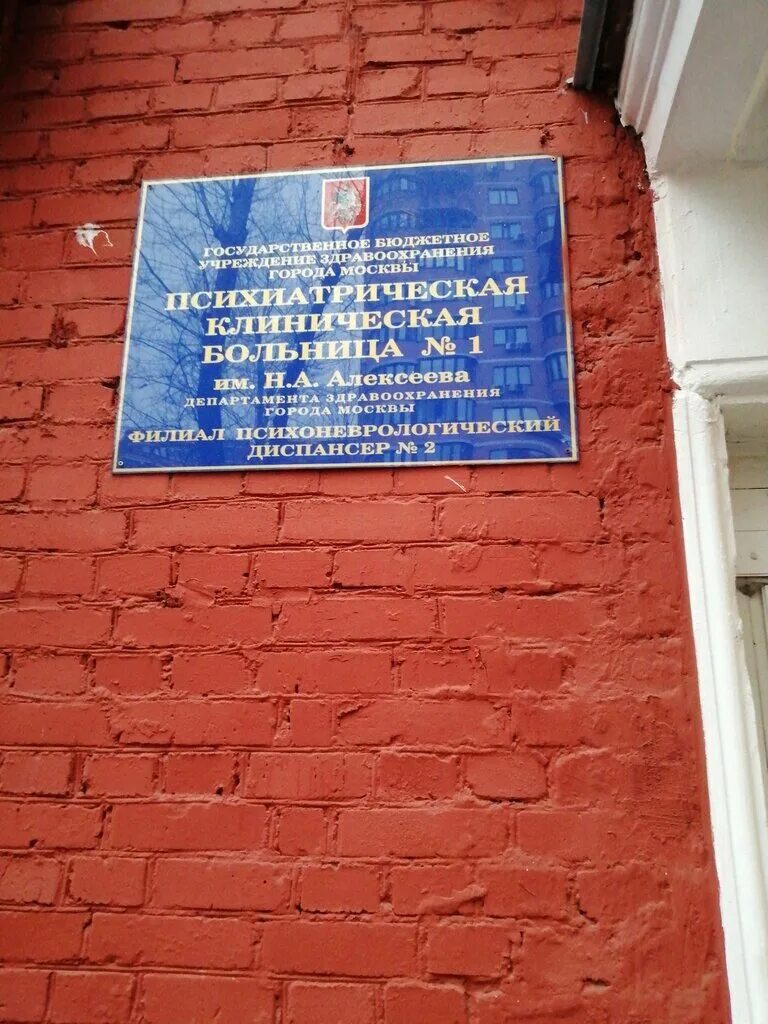 ГОСУДАРСТВЕННОЕ БЮДЖЕТНОЕ
УЧРЕЖДЕНИЕ ЗДРАВООХРАНЕНИЯ
ГОРОДА МОСКВЫ
ПСИХИАТРИЧЕСКАЯ
КЛИНИЧЕСКАЯ
БОЛЬНИЦА № 1
им. Н.А. Алексеева
ДЕПАРТАМЕНТА ЗДРАВООХРАНЕНИЯ
ГОРОДА МОСКВЫ
ФИЛИАЛ ПСИХОНЕВРОЛОГИЧЕСКИЙ
ДИСПАНСЕР № 2